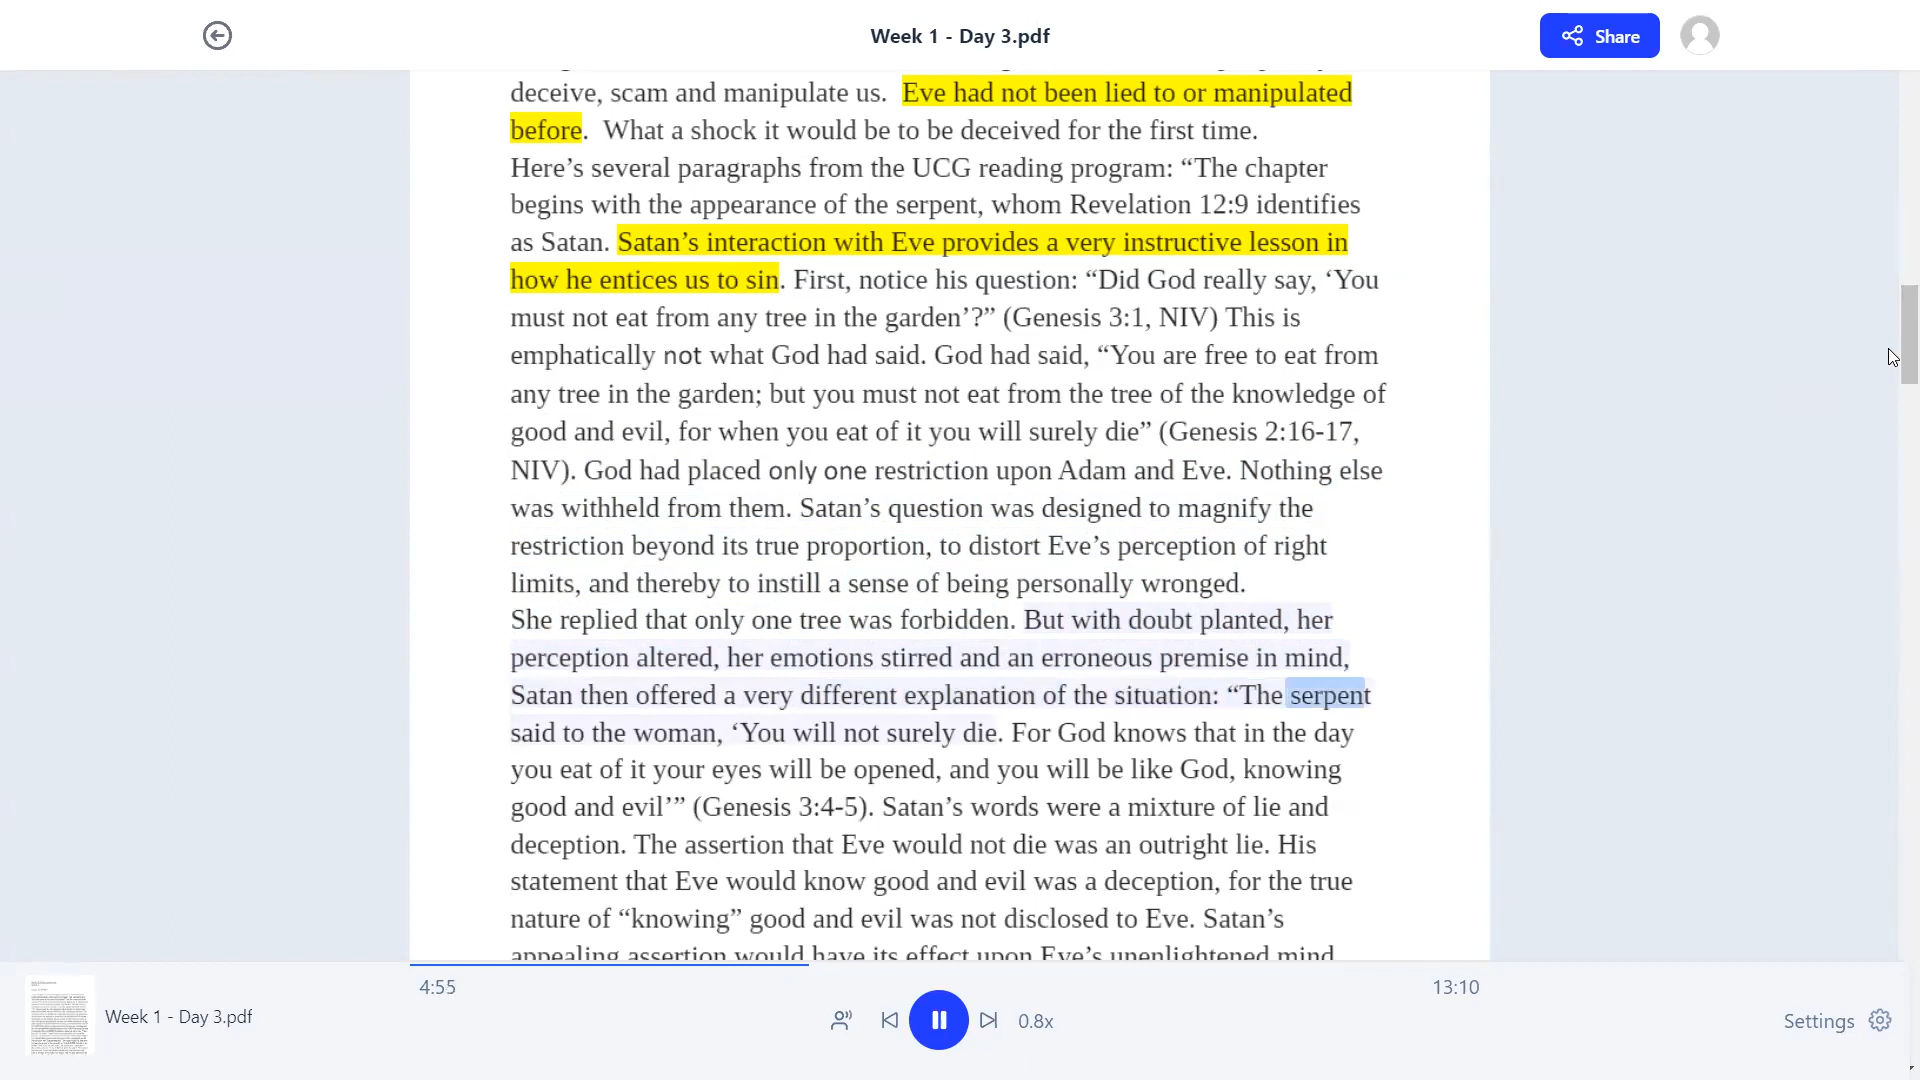 Week 1 - Day 3.pdf
Share
deceive, scam and manipulate us.  Eve had not been lied to or manipulated
before.  What a shock it would be to be deceived for the first time.
Here’s several paragraphs from the UCG reading program: “The chapter
begins with the appearance of the serpent, whom Revelation 12:9 identifies
as Satan. Satan’s interaction with Eve provides a very instructive lesson in
how he entices us to sin. First, notice his question: “Did God really say, ‘You
must not eat from any tree in the garden’?” (Genesis 3:1, NIV) This is
emphatically not what God had said. God had said, “You are free to eat from
any tree in the garden; but you must not eat from the tree of the knowledge of
good and evil, for when you eat of it you will surely die” (Genesis 2:16-17,
NIV). God had placed only one restriction upon Adam and Eve. Nothing else
was withheld from them. Satan’s question was designed to magnify the
restriction beyond its true proportion, to distort Eve’s perception of right
limits, and thereby to instill a sense of being personally wronged.
She replied that only one tree was forbidden. But with doubt planted, her
perception altered, her emotions stirred and an erroneous premise in mind,
Satan then offered a very different explanation of the situation: “The serpent
said to the woman, ‘You will not surely die. For God knows that in the day
you eat of it your eyes will be opened, and you will be like God, knowing
good and evil’” (Genesis 3:4-5). Satan’s words were a mixture of lie and
deception. The assertion that Eve would not die was an outright lie. His
statement that Eve would know good and evil was a deception, for the true
nature of “knowing” good and evil was not disclosed to Eve. Satan’s
appealing assertion would have its effect upon Eve’s unenlightened mind
4:55
13:10
Week 1 - Day 3.pdf
0.8x
Settings